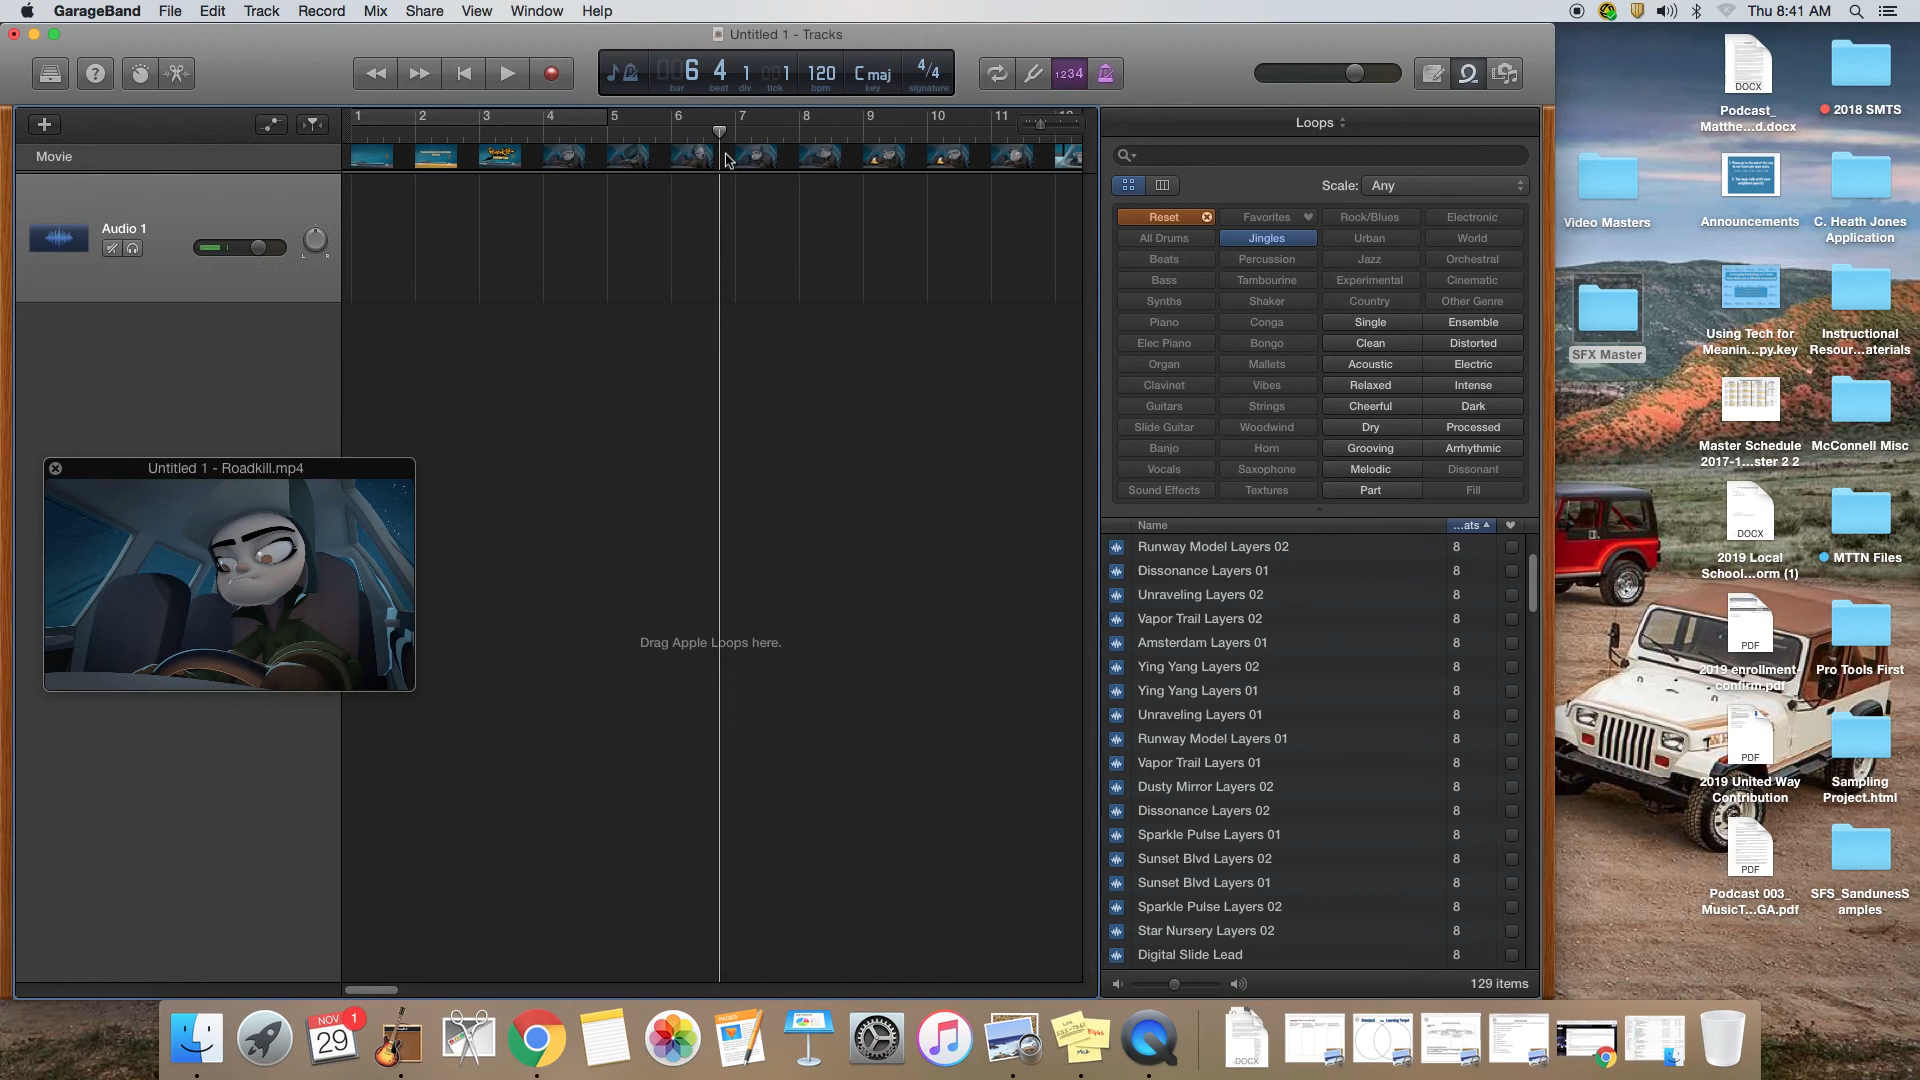 GarageBand File Edit Track Record Mix Share View Window Help
Thu 8:41 AM
Untitled 1 - Tracks
006 4 1 001 120 C maj 4/4
bar beat div tick bpm key signature
1234
1 2 3 4 5 6 7 8 9 10 11 12
Movie
Audio 1
L R
Untitled 1 - Roadkill.mp4
Drag Apple Loops here.
Loops
Scale: Any
Reset Favorites Rock/Blues Electronic
All Drums Jingles Urban World
Beats Percussion Jazz Orchestral
Bass Tambourine Experimental Cinematic
Synths Shaker Country Other Genre
Piano Conga Single Ensemble
Elec Piano Bongo Clean Distorted
Organ Mallets Acoustic Electric
Clavinet Vibes Relaxed Intense
Guitars Strings Cheerful Dark
Slide Guitar Woodwind Dry Processed
Banjo Horn Grooving Arrhythmic
Vocals Saxophone Melodic Dissonant
Sound Effects Textures Part Fill
Name ...ats
Runway Model Layers 02 8
Dissonance Layers 01 8
Unraveling Layers 02 8
Vapor Trail Layers 02 8
Amsterdam Layers 01 8
Ying Yang Layers 02 8
Ying Yang Layers 01 8
Unraveling Layers 01 8
Runway Model Layers 01 8
Vapor Trail Layers 01 8
Dusty Mirror Layers 02 8
Dissonance Layers 02 8
Sparkle Pulse Layers 01 8
Sunset Blvd Layers 02 8
Sunset Blvd Layers 01 8
Sparkle Pulse Layers 02 8
Star Nursery Layers 02 8
Digital Slide Lead 8
129 items
DOCX
Podcast_
Matthe...d.docx
2018 SMTS
Video Masters
Announcements
C. Heath Jones
Application
SFX Master
Using Tech for
Meanin...py.key
Instructional
Resour...aterials
Master Schedule
2017-1...ster 2 2
McConnell Misc
DOCX
2019 Local
School...orm (1)
MTTN Files
PDF
2019 enrollment-
confirm.pdf
Pro Tools First
PDF
2019 United Way
Contribution
Sampling
Project.html
PDF
Podcast 003_
MusicT...GA.pdf
SFS_SandunesS
amples
NOV
29
1
PAGES
DOCX